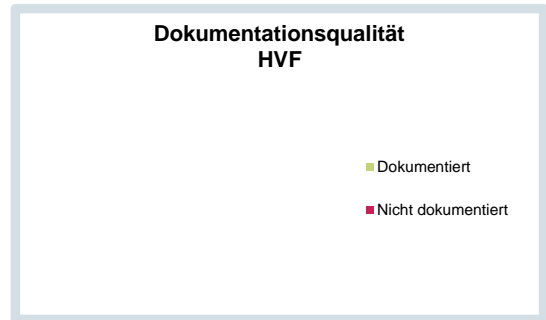 Dokumentationsqualität
HVF
Dokumentiert
Nicht dokumentiert